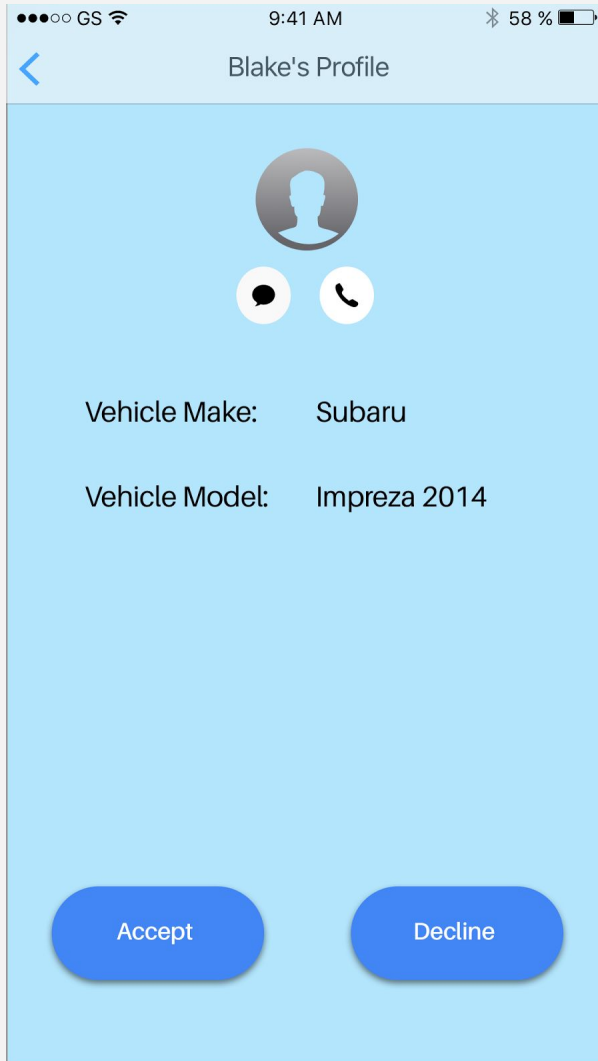 GS 9:41 AM 58 %
Blake's Profile
Vehicle Make: Subaru
Vehicle Model: Impreza 2014
Accept Decline